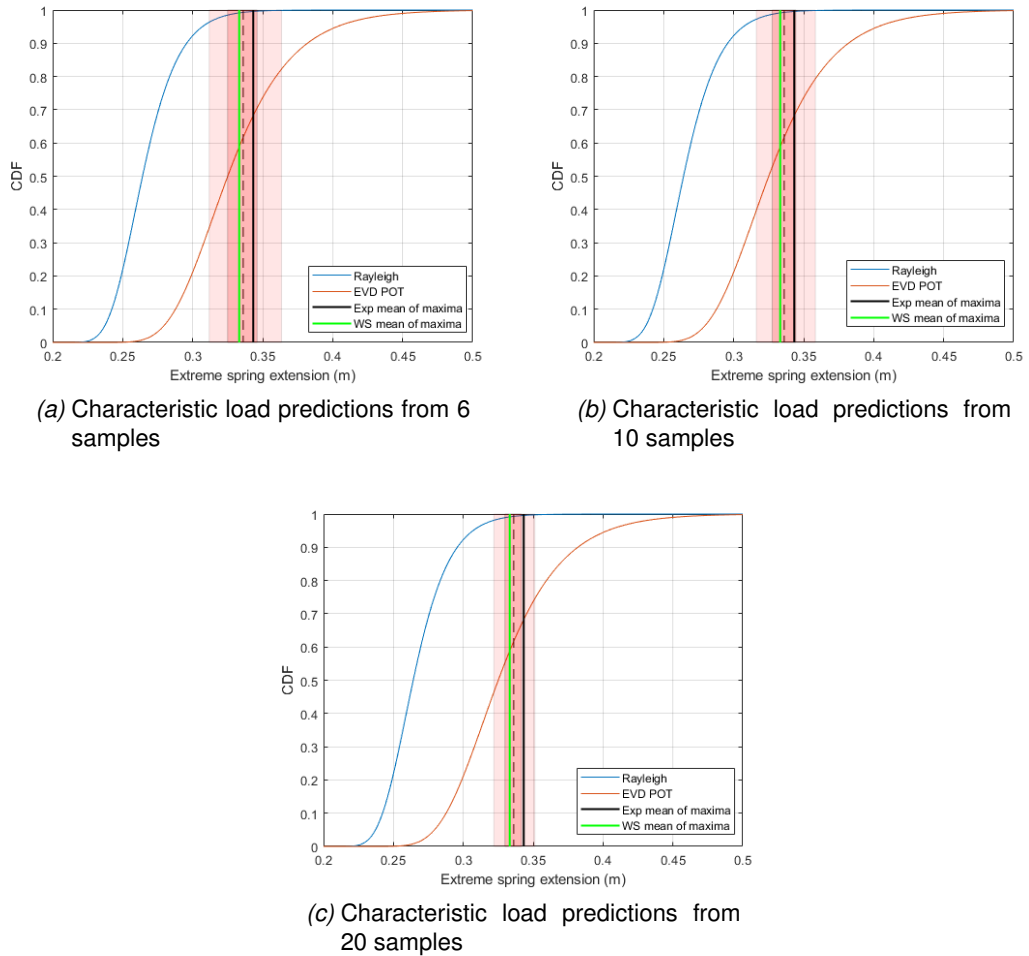 1
0.9
0.8
0.7
0.6
0.5
0.4
0.3
0.2
0.1
0
CDF
0.2 0.25 0.3 0.35 0.4 0.45 0.5
Extreme spring extension (m)
Rayleigh
EVD POT
Exp mean of maxima
WS mean of maxima
(a) Characteristic load predictions from 6
samples
1
0.9
0.8
0.7
0.6
0.5
0.4
0.3
0.2
0.1
0
CDF
0.2 0.25 0.3 0.35 0.4 0.45 0.5
Extreme spring extension (m)
Rayleigh
EVD POT
Exp mean of maxima
WS mean of maxima
(b) Characteristic load predictions from
10 samples
1
0.9
0.8
0.7
0.6
0.5
0.4
0.3
0.2
0.1
0
CDF
0.2 0.25 0.3 0.35 0.4 0.45 0.5
Extreme spring extension (m)
Rayleigh
EVD POT
Exp mean of maxima
WS mean of maxima
(c) Characteristic load predictions from
20 samples